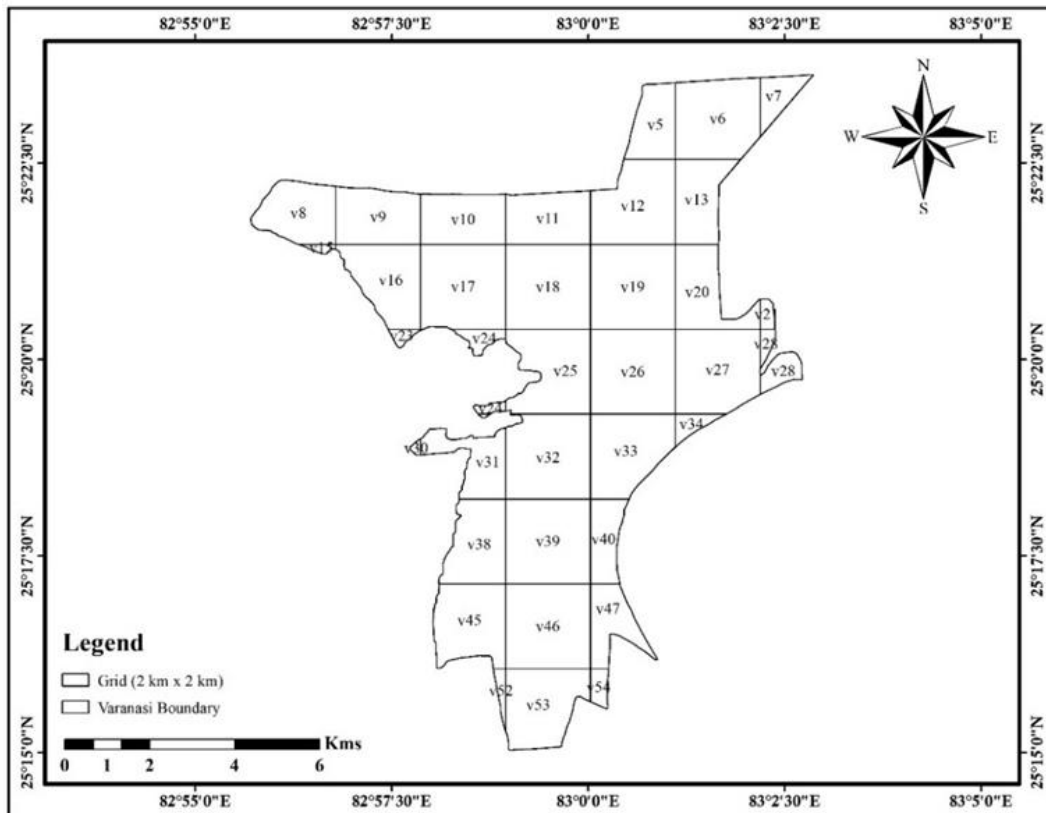 82°55'0"E 82°57'30"E 83°0'0"E 83°2'30"E 83°5'0"E
N
W E
S
25°22'30"N 25°22'30"N
25°20'0"N 25°20'0"N
25°17'30"N 25°17'30"N
25°15'0"N 25°15'0"N
v5 v6 v7
v8 v9 v10 v11 v12 v13
v15
v16 v17 v18 v19 v20 v2
v23 v24 v28
v25 v26 v27 v28
v24
v30 v31 v32 v33 v34
v38 v39 v40
v45 v46 v47
v52 v53 v54
Legend
Grid (2 km x 2 km)
Varanasi Boundary
Kms
0 1 2 4 6
82°55'0"E 82°57'30"E 83°0'0"E 83°2'30"E 83°5'0"E